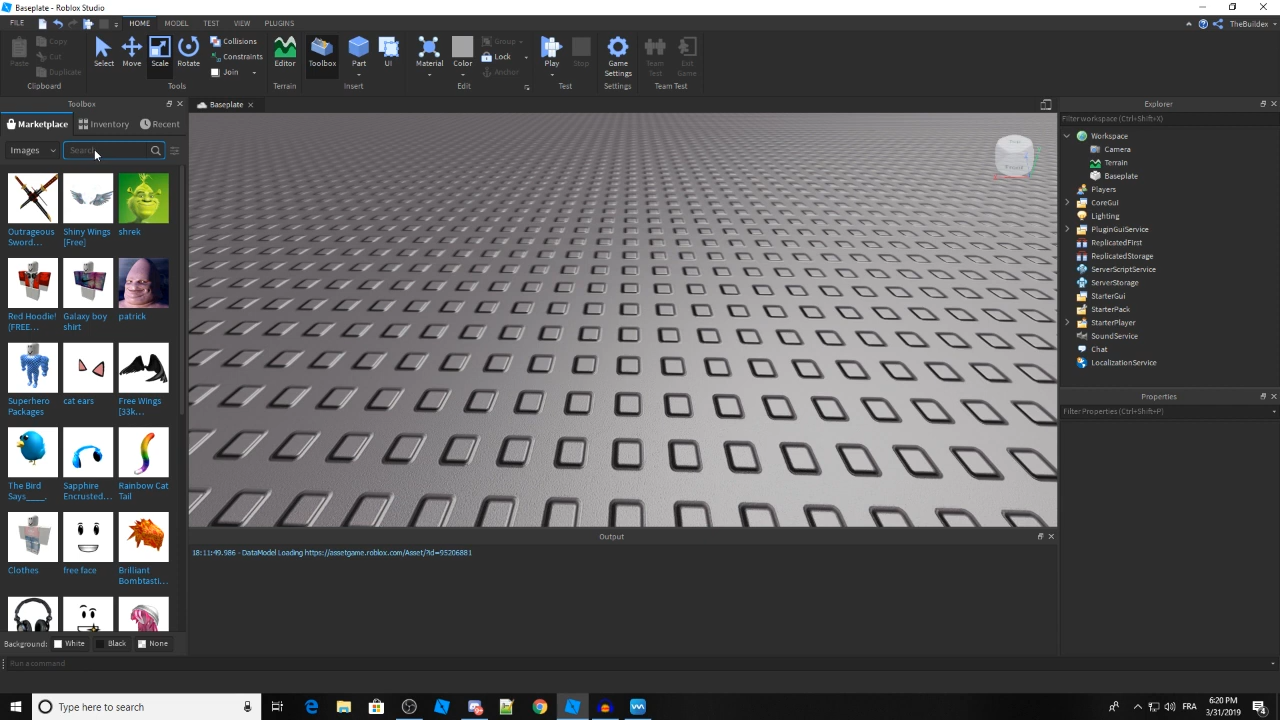 Baseplate - Roblox Studio
FILE HOME MODEL TEST VIEW PLUGINS TheBuildex
Paste Copy Cut Duplicate Select Move Scale Rotate Collisions Constraints Join Editor Toolbox Part UI Material Color Group Lock Anchor Play Stop Game Settings Team Test Exit Game
Clipboard Tools Terrain Insert Edit Test Settings Team Test
Toolbox
Marketplace Inventory Recent
Images Search
Outrageous Sword... Shiny Wings [Free] shrek
Red Hoodie! (FREE... Galaxy boy shirt patrick
Superhero Packages cat ears Free Wings [33k...
The Bird Says____. Sapphire Encrusted... Rainbow Cat Tail
Clothes free face Brilliant Bombtasti...
Background: White Black None
Run a command
Baseplate
Output
18:11:49.986 - DataModel Loading https://assetgame.roblox.com/Asset/?id=95206881
Explorer
Filter workspace (Ctrl+Shift+X)
Workspace
Camera
Terrain
Baseplate
Players
CoreGui
Lighting
PluginGuiService
ReplicatedFirst
ReplicatedStorage
ServerScriptService
ServerStorage
StarterGui
StarterPack
StarterPlayer
SoundService
Chat
LocalizationService
Properties
Filter Properties (Ctrl+Shift+P)
Type here to search
FRA
6:20 PM
3/31/2019
4